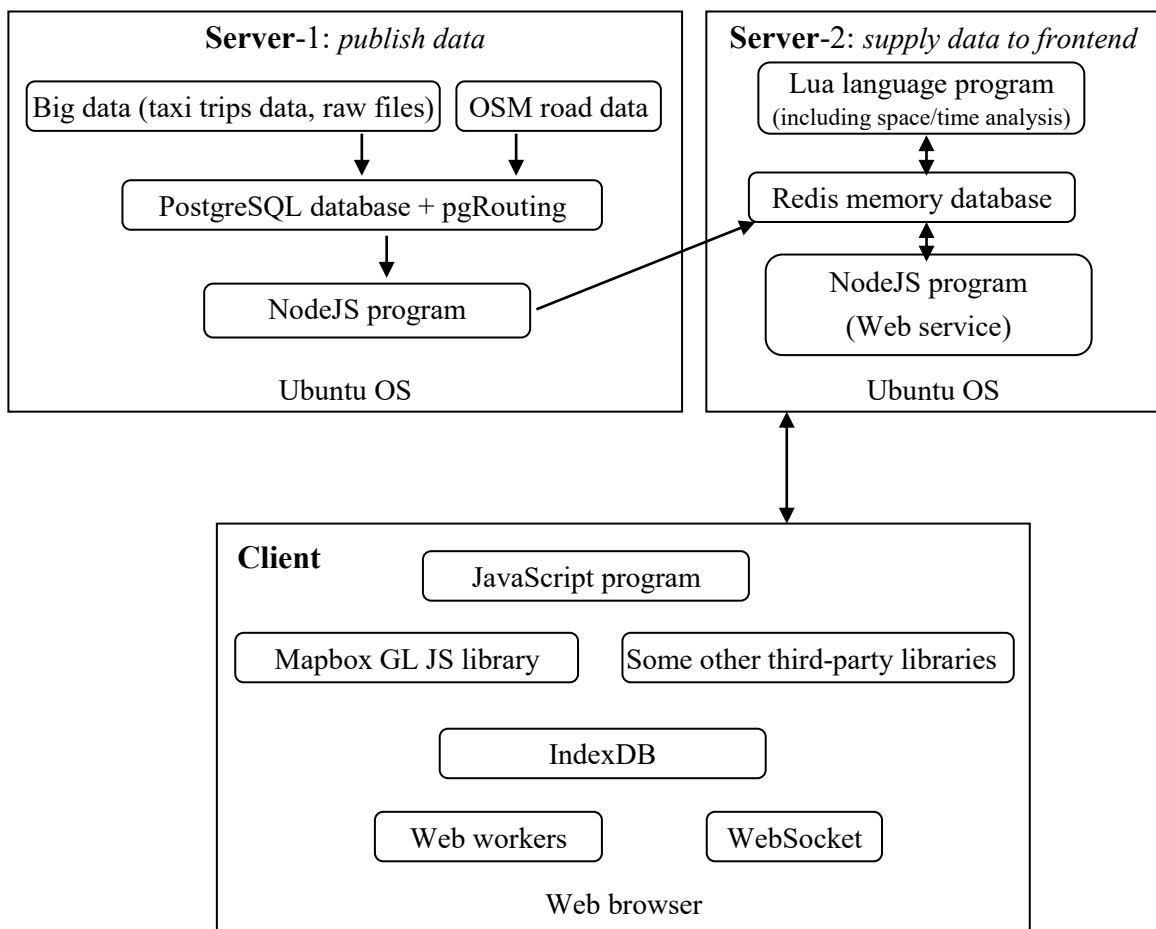 Server-1: publish data
Big data (taxi trips data, raw files)
OSM road data
PostgreSQL database + pgRouting
NodeJS program
Ubuntu OS
Server-2: supply data to frontend
Lua language program
(including space/time analysis)
Redis memory database
NodeJS program
(Web service)
Ubuntu OS
Client
JavaScript program
Mapbox GL JS library
Some other third-party libraries
IndexDB
Web workers
WebSocket
Web browser